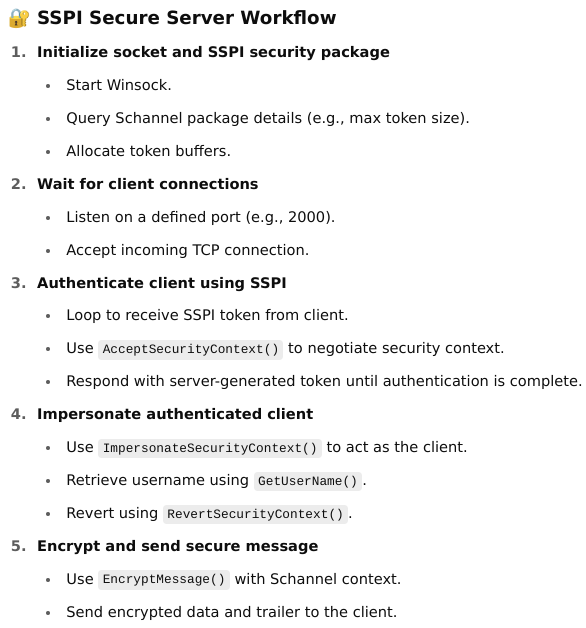 🔐 SSPI Secure Server Workflow
1. Initialize socket and SSPI security package
• Start Winsock.
• Query Schannel package details (e.g., max token size).
• Allocate token buffers.
2. Wait for client connections
• Listen on a defined port (e.g., 2000).
• Accept incoming TCP connection.
3. Authenticate client using SSPI
• Loop to receive SSPI token from client.
• Use AcceptSecurityContext() to negotiate security context.
• Respond with server-generated token until authentication is complete.
4. Impersonate authenticated client
• Use ImpersonateSecurityContext() to act as the client.
• Retrieve username using GetUserName().
• Revert using RevertSecurityContext().
5. Encrypt and send secure message
• Use EncryptMessage() with Schannel context.
• Send encrypted data and trailer to the client.